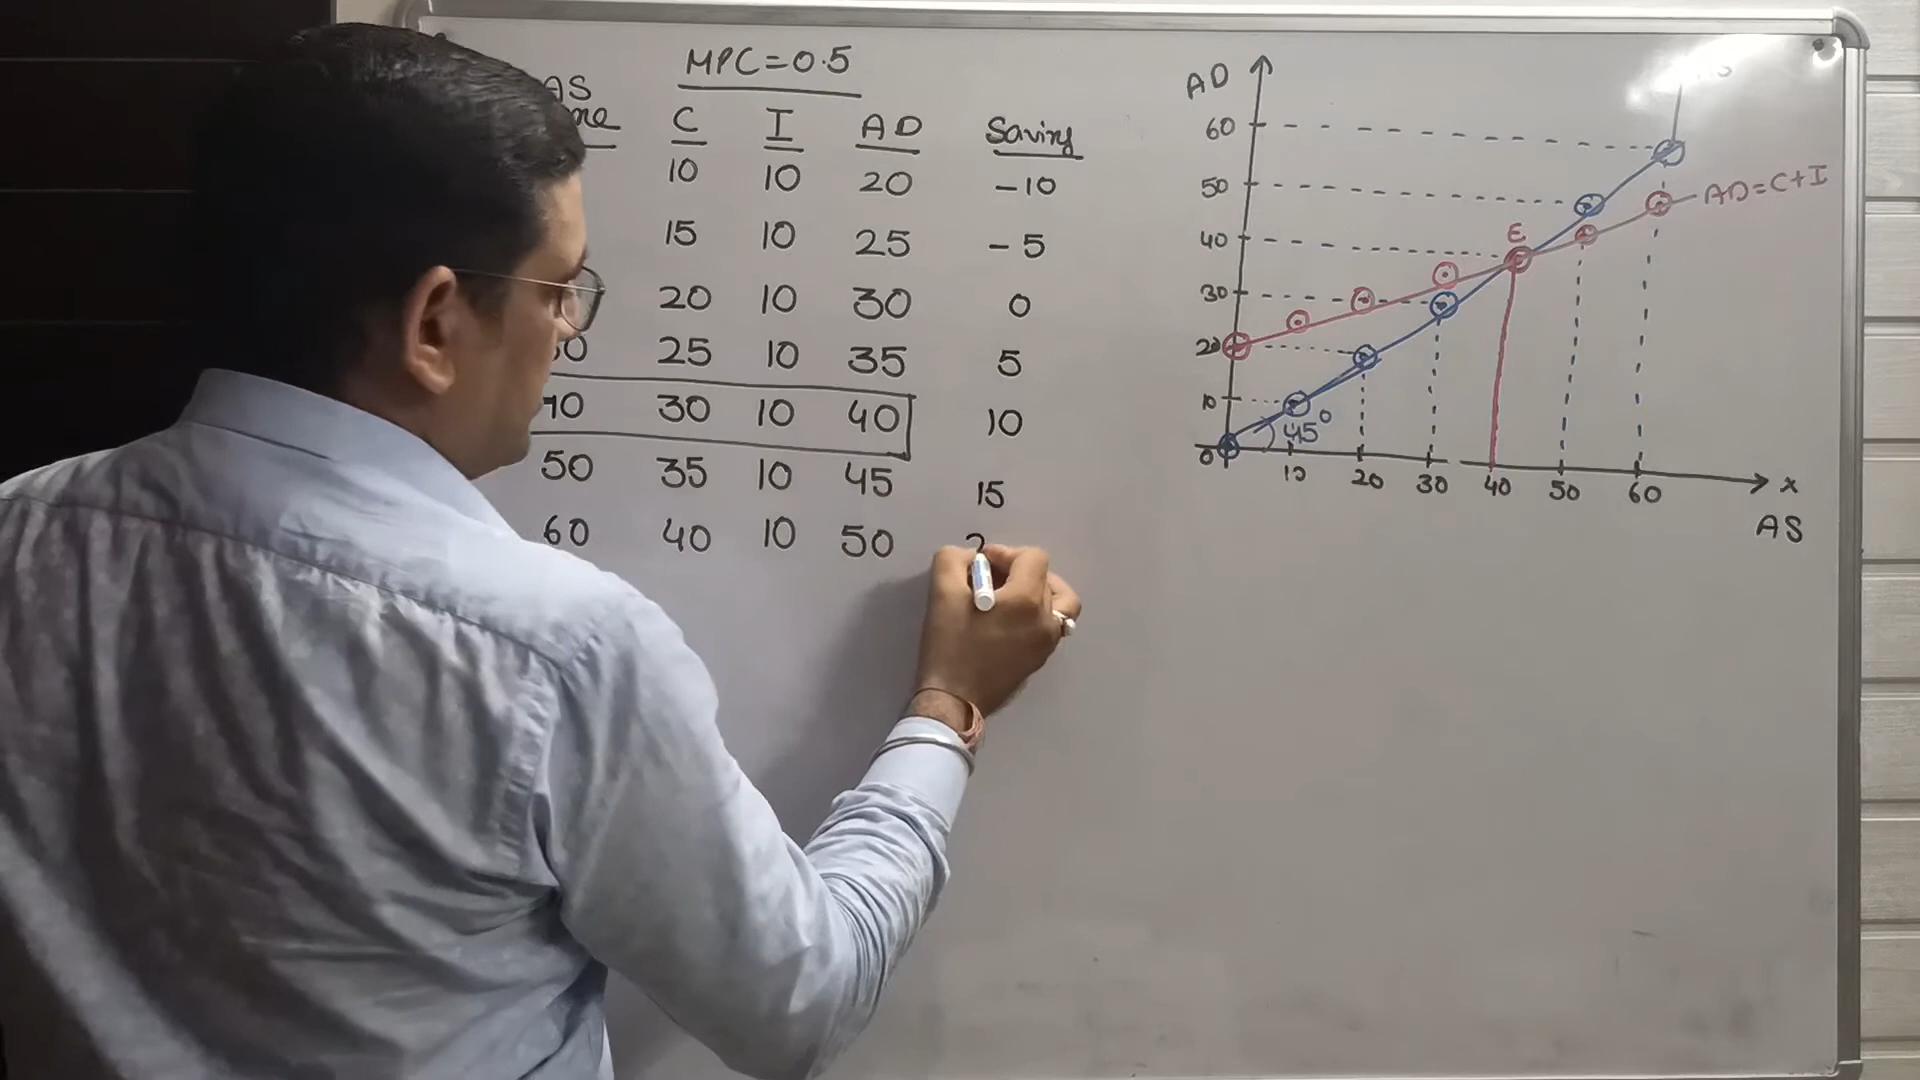 MPC=0.5
AS
C I AD Saving
10 10 20 -10
15 10 25 -5
20 10 30 0
25 10 35 5
30 10 40 10
50 35 10 45 15
60 40 10 50 2
AD
60
50
40
30
20
10
0
10 20 30 40 50 60
x
AS
45°
E
AD=C+I